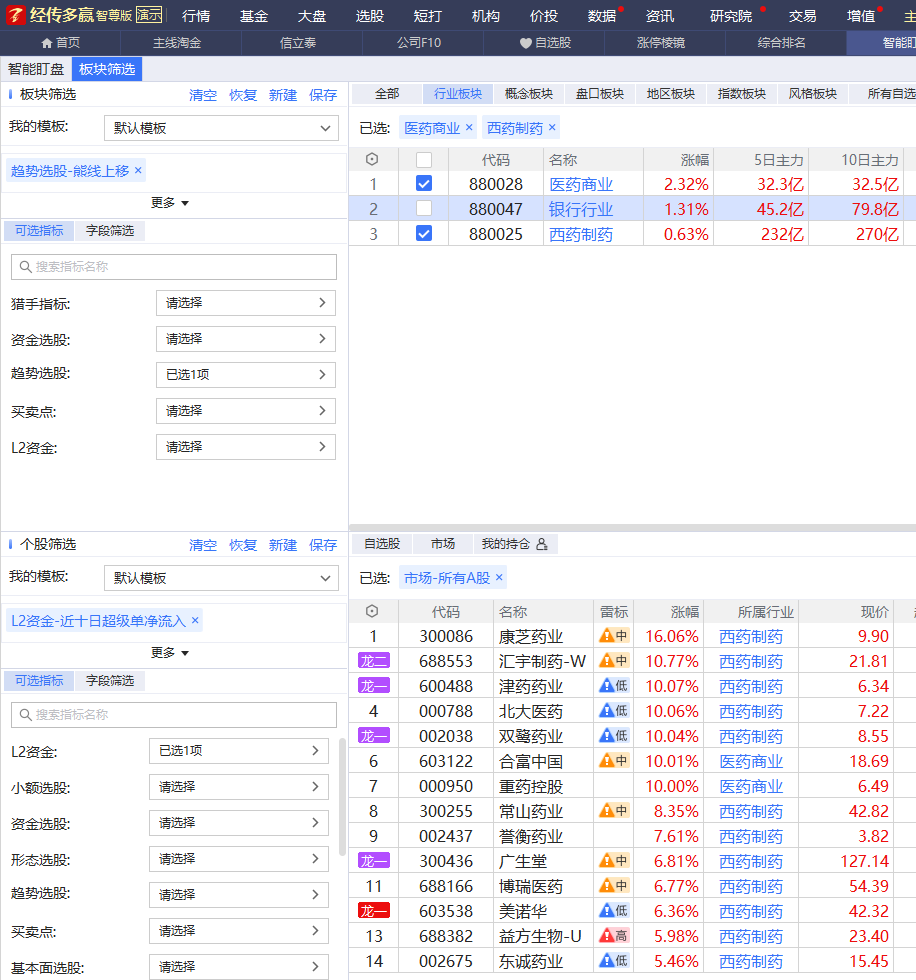 经传多赢 智尊版 演示 行情 基金 大盘 选股 短打 机构 价投 数据 资讯 研究院 交易 增值
首页 主线淘金 信立泰 公司F10 自选股 涨停棱镜 综合排名 智能盯
智能盯盘 板块筛选
板块筛选 清空 恢复 新建 保存
我的模板: 默认模板
趋势选股-熊线上移 ×
更多
可选指标 字段筛选
搜索指标名称
猎手指标: 请选择
资金选股: 请选择
趋势选股: 已选1项
买卖点: 请选择
L2资金: 请选择
全部 行业板块 概念板块 盘口板块 地区板块 指数板块 风格板块 所有自选
已选: 医药商业 × 西药制药 ×
代码 名称 涨幅 5日主力 10日主力
1 880028 医药商业 2.32% 32.3亿 32.5亿
2 880047 银行行业 1.31% 45.2亿 79.8亿
3 880025 西药制药 0.63% 232亿 270亿
个股筛选 清空 恢复 新建 保存
我的模板: 默认模板
L2资金-近十日超级单净流入 ×
更多
可选指标 字段筛选
搜索指标名称
L2资金: 已选1项
小额选股: 请选择
资金选股: 请选择
形态选股: 请选择
趋势选股: 请选择
买卖点: 请选择
基本面选股: 请选择
自选股 市场 我的持仓
已选: 市场-所有A股 ×
代码 名称 雷标 涨幅 所属行业 现价
1 300086 康芝药业 中 16.06% 西药制药 9.90
龙二 688553 汇宇制药-W 中 10.77% 西药制药 21.81
龙一 600488 津药药业 低 10.07% 西药制药 6.34
4 000788 北大医药 低 10.06% 西药制药 7.22
龙一 002038 双鹭药业 低 10.04% 西药制药 8.55
6 603122 合富中国 中 10.01% 医药商业 18.69
7 000950 重药控股 10.00% 医药商业 6.49
8 300255 常山药业 中 8.35% 西药制药 42.82
9 002437 誉衡药业 7.61% 西药制药 3.82
龙一 300436 广生堂 中 6.81% 西药制药 127.14
11 688166 博瑞医药 中 6.77% 西药制药 54.39
龙一 603538 美诺华 低 6.36% 西药制药 42.32
13 688382 益方生物-U 高 5.98% 西药制药 23.40
14 002675 东诚药业 低 5.46% 西药制药 15.45